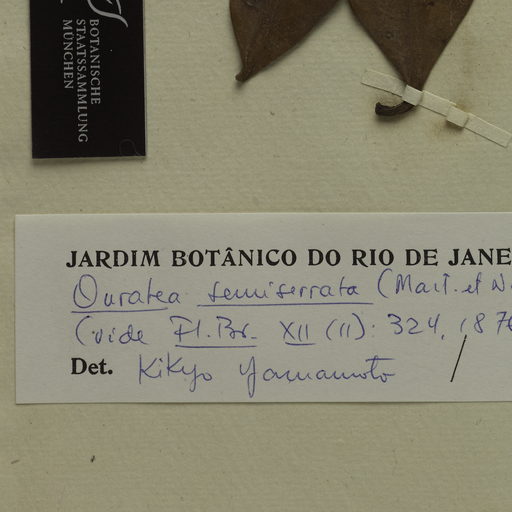 BOTANISCHE
STAATSSAMMLUNG
MÜNCHEN
JARDIM BOTÂNICO DO RIO DE JANE
Ouratea semiserrata (Mart. et N
(vide Fl. Br. XII (II): 324, 187
Det. Kikyo Yamamoto